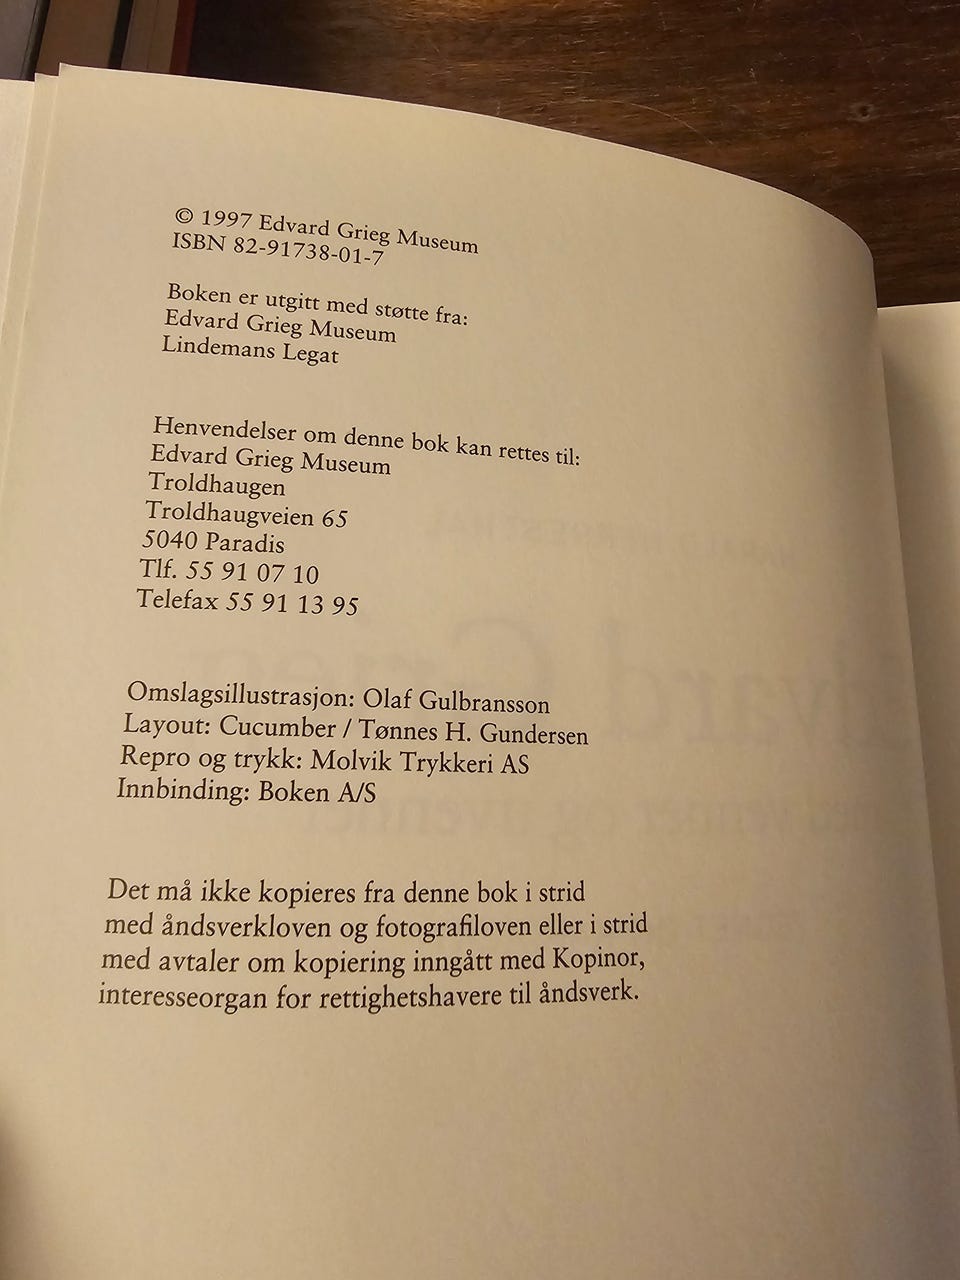 © 1997 Edvard Grieg Museum
ISBN 82-91738-01-7
Boken er utgitt med støtte fra:
Edvard Grieg Museum
Lindemans Legat
Henvendelser om denne bok kan rettes til:
Edvard Grieg Museum
Troldhaugen
Troldhaugveien 65
5040 Paradis
Tlf. 55 91 07 10
Telefax 55 91 13 95
Omslagsillustrasjon: Olaf Gulbransson
Layout: Cucumber / Tønnes H. Gundersen
Repro og trykk: Molvik Trykkeri AS
Innbinding: Boken A/S
Det må ikke kopieres fra denne bok i strid
med åndsverkloven og fotografiloven eller i strid
med avtaler om kopiering inngått med Kopinor,
interesseorgan for rettighetshavere til åndsverk.